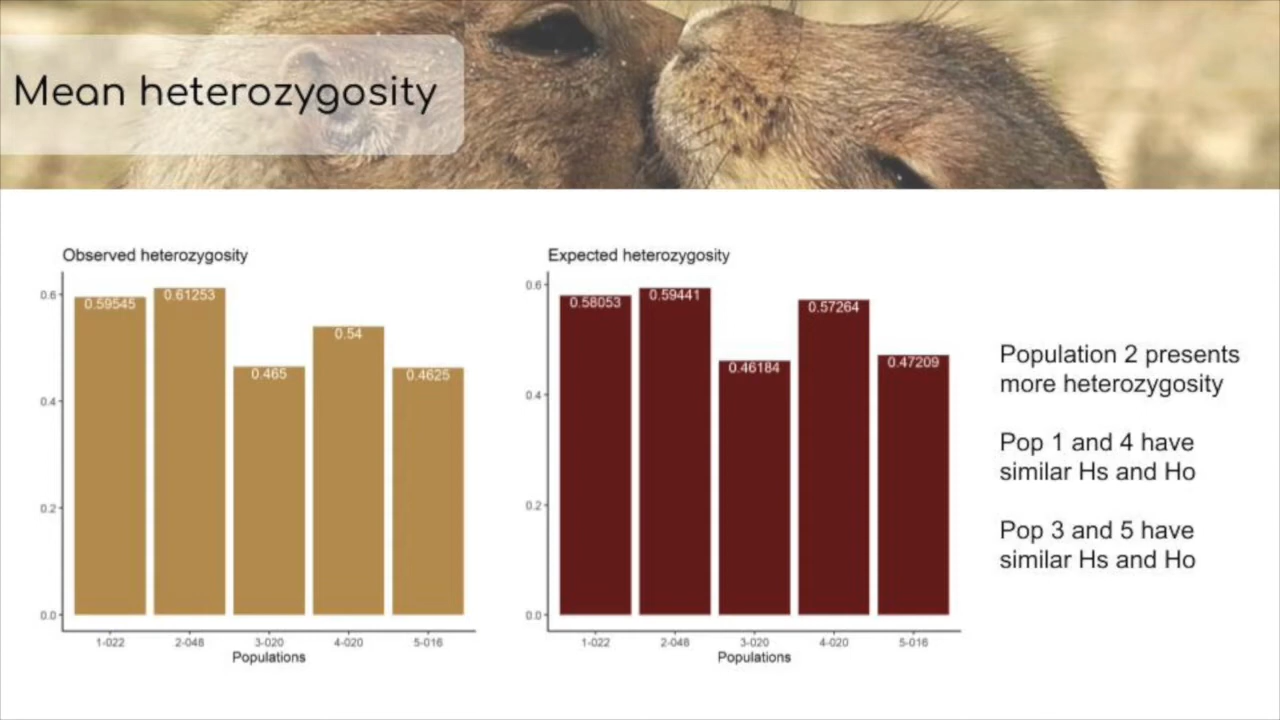 Mean heterozygosity
Observed heterozygosity
0.6
0.4
0.2
0.0
0.59545
0.61253
0.465
0.54
0.4625
1-022
2-048
3-020
4-020
5-016
Populations
Expected heterozygosity
0.6
0.4
0.2
0.0
0.58053
0.59441
0.46184
0.57264
0.47209
1-022
2-048
3-020
4-020
5-016
Populations
Population 2 presents
more heterozygosity
Pop 1 and 4 have
similar Hs and Ho
Pop 3 and 5 have
similar Hs and Ho